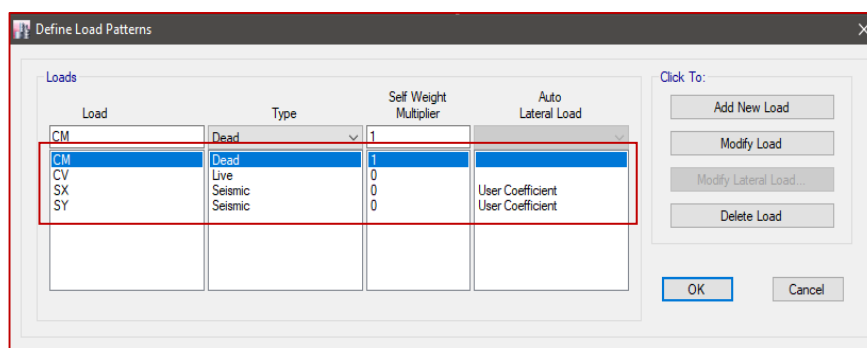 Define Load Patterns
Loads
Click To:
Load Type Self Weight Multiplier Auto Lateral Load
CM Dead 1
CM Dead 1
CV Live 0
SX Seismic 0 User Coefficient
SY Seismic 0 User Coefficient
Add New Load
Modify Load
Modify Lateral Load...
Delete Load
OK Cancel